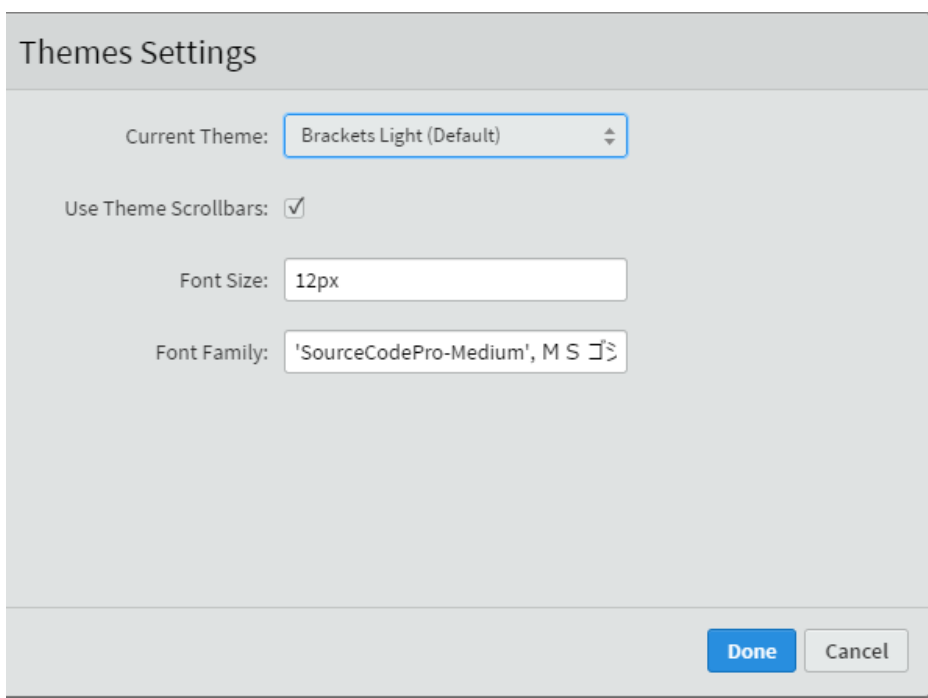 Themes Settings
Current Theme: Brackets Light (Default)
Use Theme Scrollbars:
Font Size: 12px
Font Family: 'SourceCodePro-Medium', ＭＳ ゴシ
Done Cancel